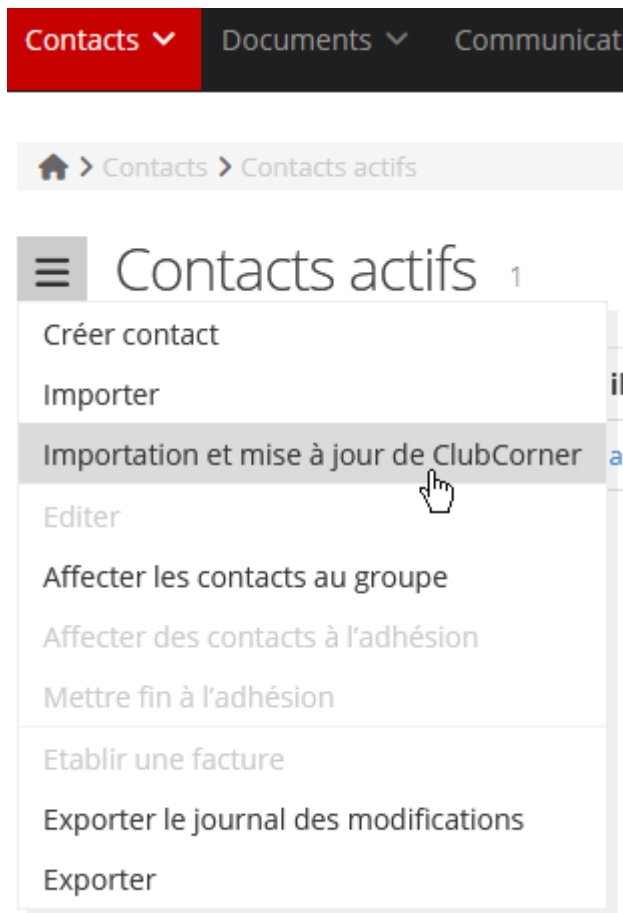 Contacts Documents Communicat
Contacts Contacts actifs
Contacts actifs 1
Créer contact
Importer
Importation et mise à jour de ClubCorner
Editer
Affecter les contacts au groupe
Affecter des contacts à l’adhésion
Mettre fin à l’adhésion
Etablir une facture
Exporter le journal des modifications
Exporter